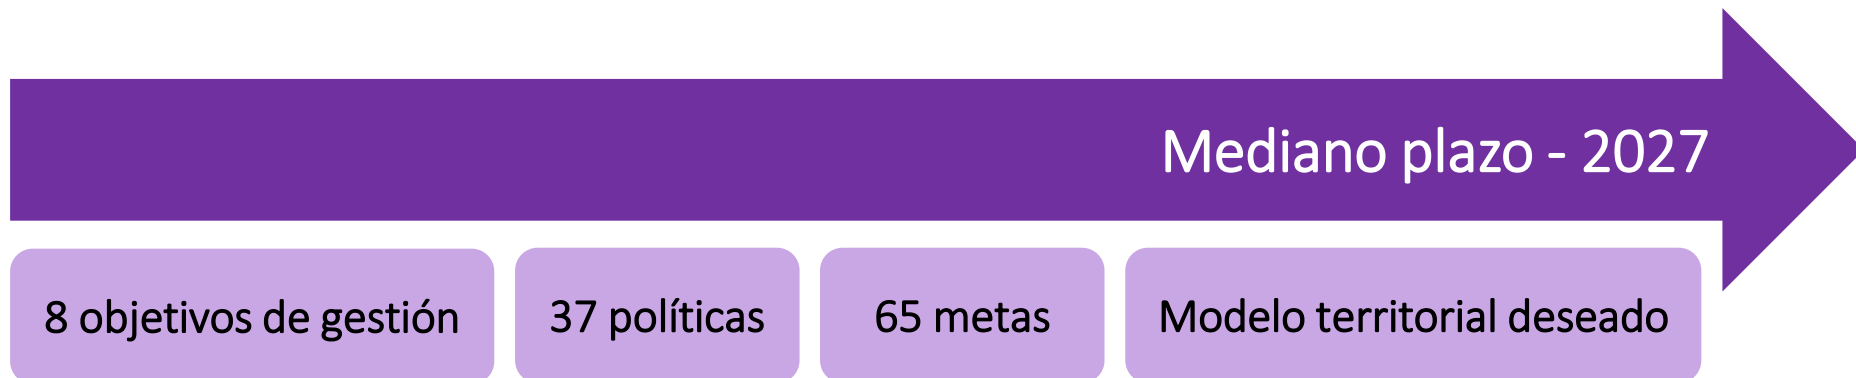 Mediano plazo - 2027
8 objetivos de gestión
37 políticas
65 metas
Modelo territorial deseado